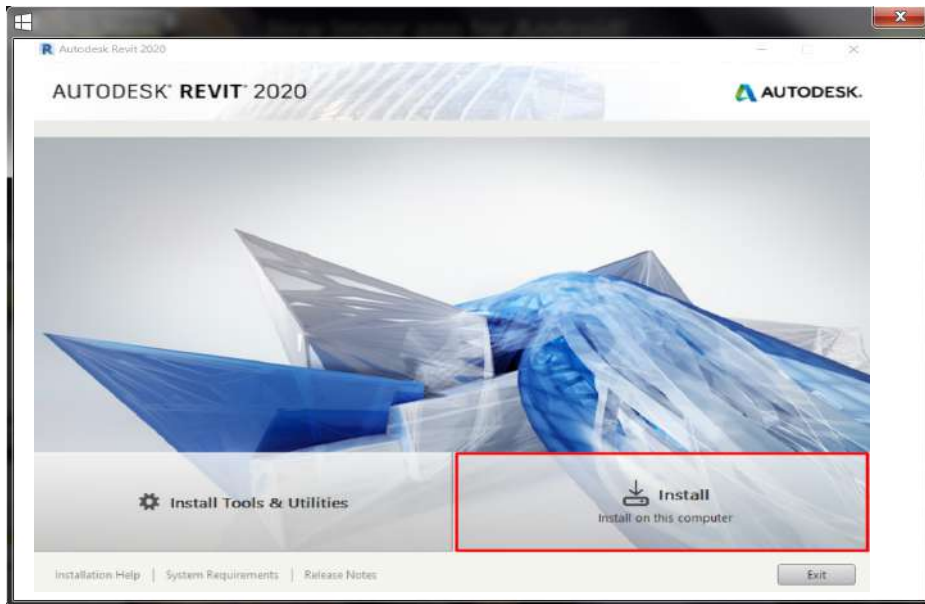 Autodesk Revit 2020
AUTODESK® REVIT® 2020
AUTODESK.
Install Tools & Utilities
Install
Install on this computer
Installation Help | System Requirements | Release Notes
Exit